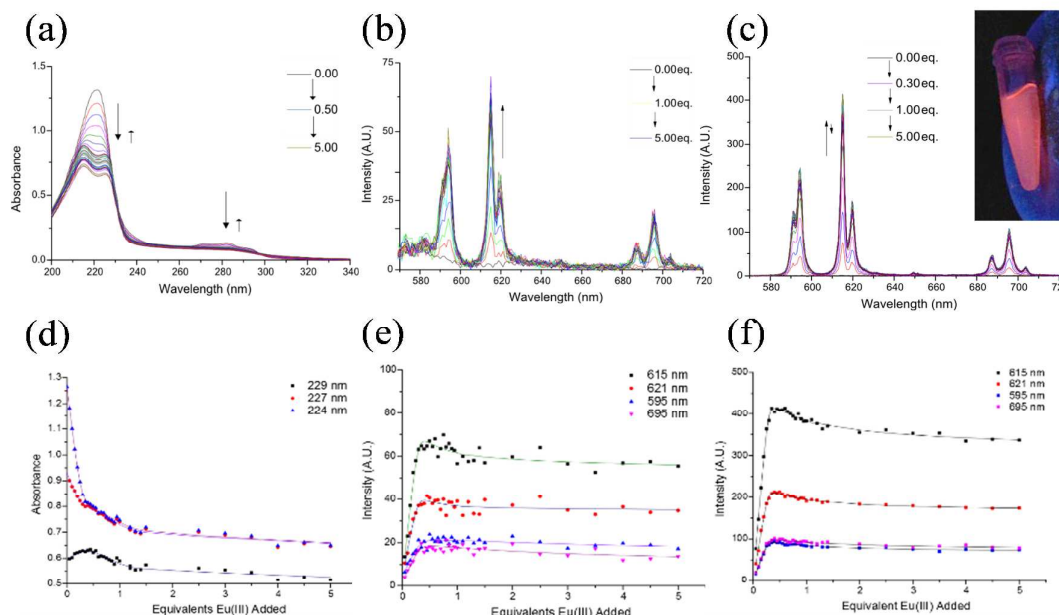 (a)
Absorbance
1.5
1.0
0.5
0.0
200 220 240 260 280 300 320 340
Wavelength (nm)
0.00
0.50
5.00
(b)
Intensity (A.U.)
75
50
25
0
580 600 620 640 660 680 700 720
Wavelength (nm)
0.00eq.
1.00eq.
5.00eq.
(c)
Intensity (A.U.)
500
400
300
200
100
0
580 600 620 640 660 680 700 72
Wavelength (nm)
0.00eq.
0.30eq.
1.00eq.
5.00eq.
(d)
Absorbance
1.3
1.2
1.1
1.0
0.9
0.8
0.7
0.6
0.5
0 1 2 3 4 5
Equivalents Eu(III) Added
229 nm
227 nm
224 nm
(e)
Intensity (A.U.)
100
80
60
40
20
0
0 1 2 3 4 5
Equivalents Eu(III) Added
615 nm
621 nm
595 nm
695 nm
(f)
Intensity (A.U.)
500
400
300
200
100
0
0 1 2 3 4 5
Equivalent Eu(III) Added
615 nm
621 nm
595 nm
695 nm